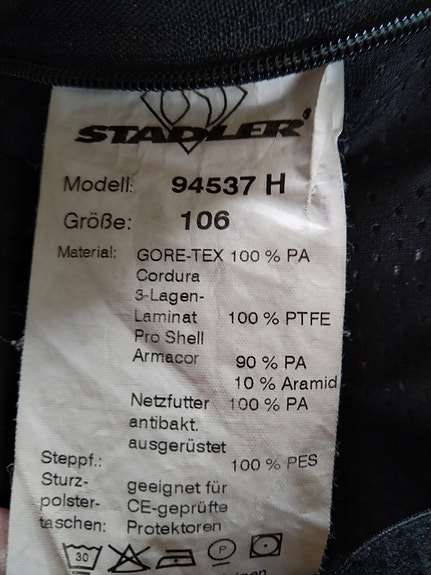 STADLER®
Modell: 94537 H
Größe: 106
Material: GORE-TEX 100 % PA
Cordura
3-Lagen-
Laminat 100 % PTFE
Pro Shell
Armacor 90 % PA
10 % Aramid
Netzfutter 100 % PA
antibakt.
ausgerüstet
Steppf.: 100 % PES
Sturz- geeignet für
polster- CE-geprüfte
taschen: Protektoren
30 P